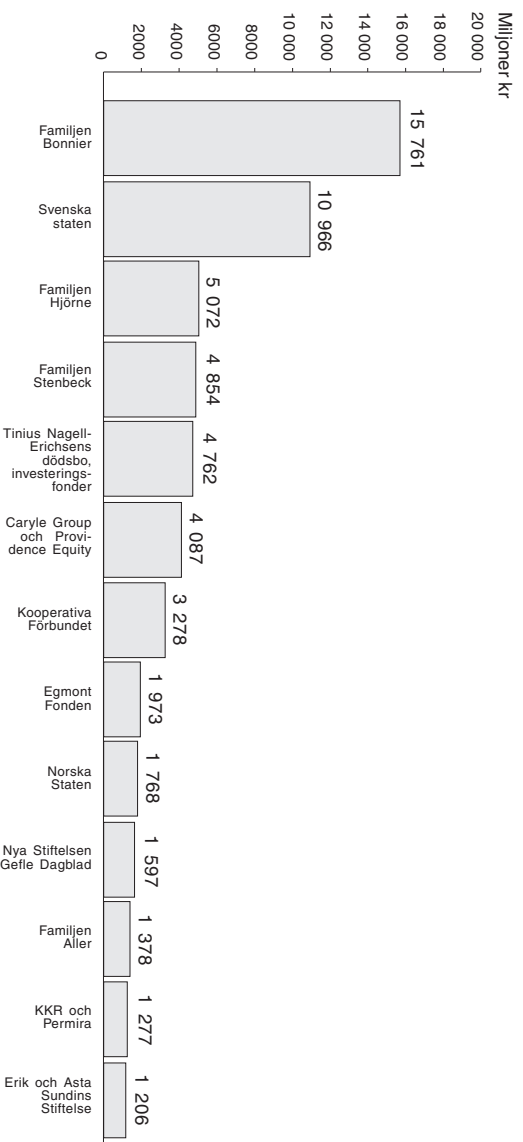 Miljoner kr
20 000
18 000
16 000
14 000
12 000
10 000
8000
6000
4000
2000
0
15 761
10 966
5 072
4 854
4 762
4 087
3 278
1 973
1 768
1 597
1 378
1 277
1 206
Familjen
Bonnier
Svenska
staten
Familjen
Hjörne
Familjen
Stenbeck
Tinius Nagell-
Erichsens
dödsbo,
investerings-
fonder
Caryle Group
och Provi-
dence Equity
Kooperativa
Förbundet
Egmont
Fonden
Norska
Staten
Nya Stiftelsen
Gefle Dagblad
Familjen
Aller
KKR och
Permira
Erik och Asta
Sundins
Stiftelse